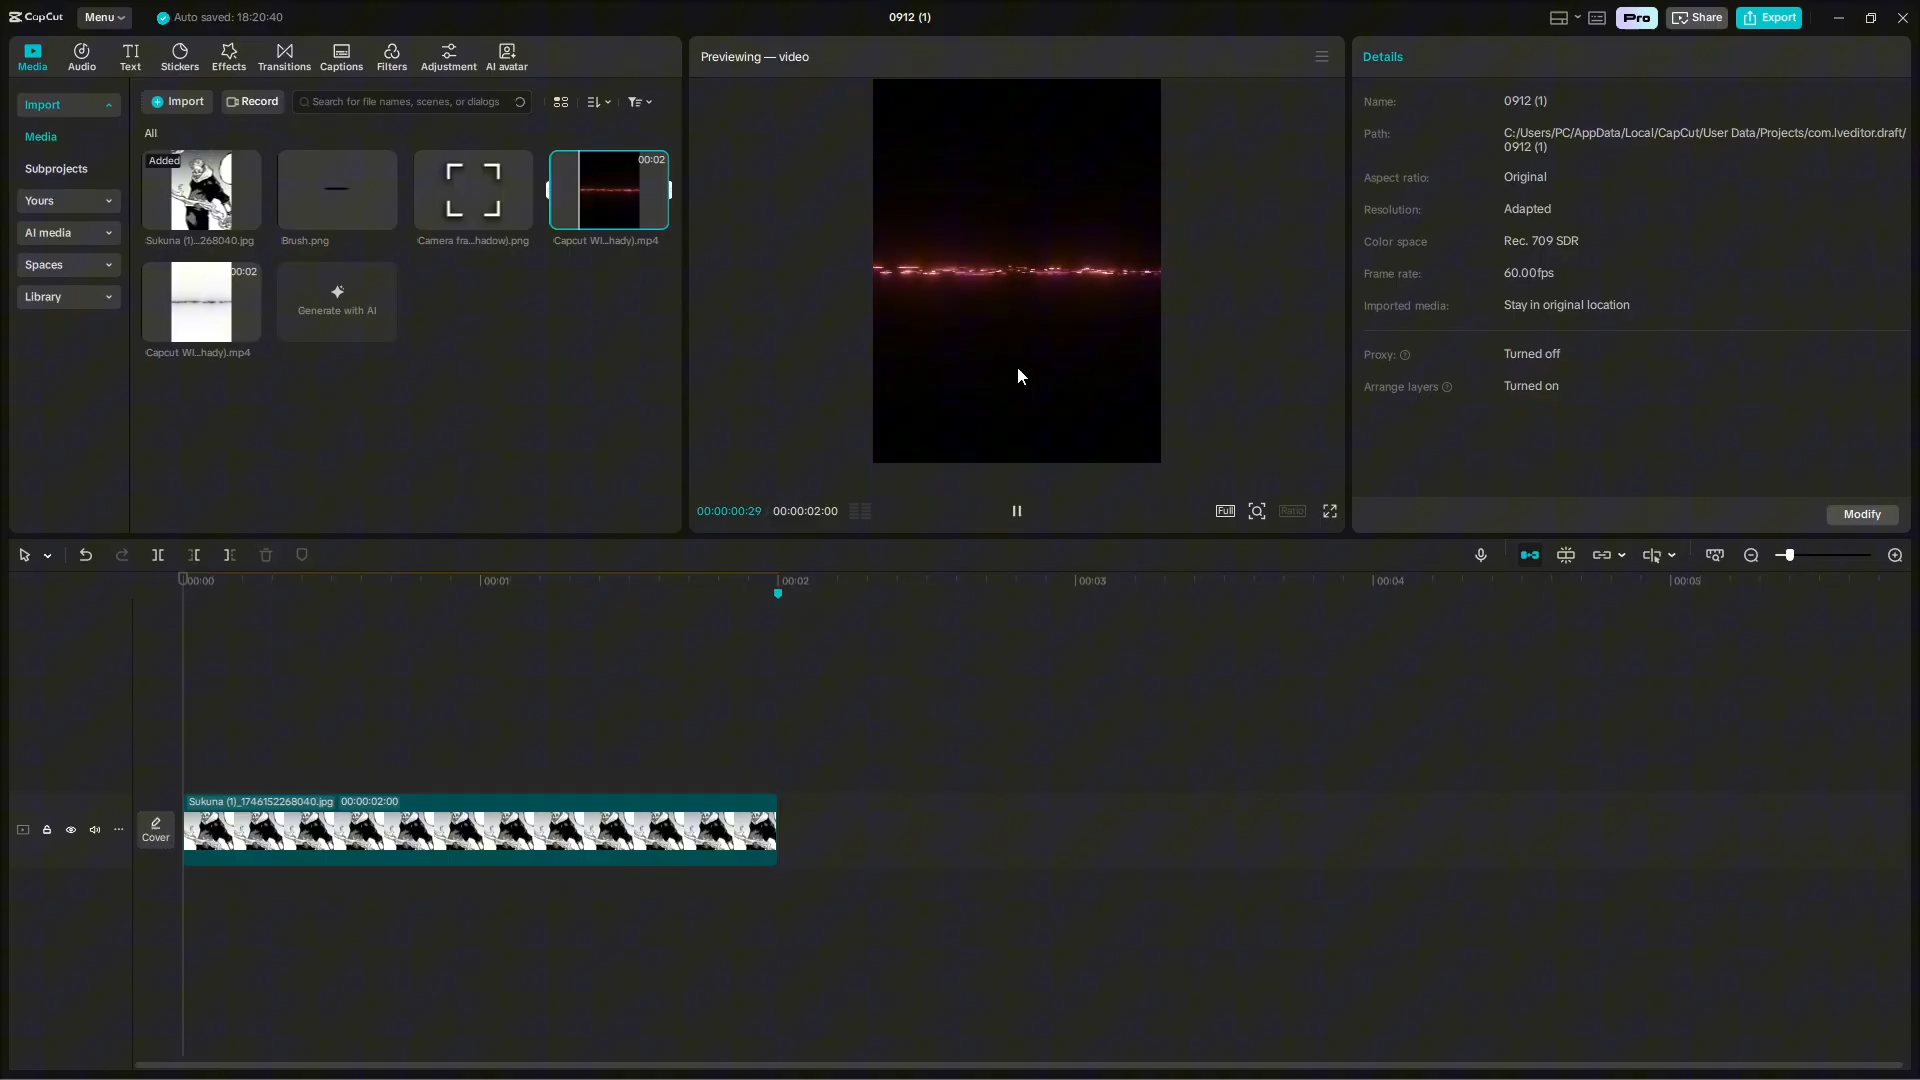 CapCut
Menu
Auto saved: 18:20:40
0912 (1)
Pro
Share
Export
Media
Audio
TI
Text
Stickers
Effects
Transitions
Captions
Filters
Adjustment
AI avatar
Import
Media
Subprojects
Yours
AI media
Spaces
Library
Import
Record
Search for file names, scenes, or dialogs
All
Added
Sukuna (1)...268040.jpg
Brush.png
Camera fra...hadow).png
00:02
Capcut WI...hady).mp4
00:02
Capcut WI...hady).mp4
Generate with AI
Previewing — video
00:00:00:29
00:00:02:00
Full
Ratio
Details
Name:
0912 (1)
Path:
C:/Users/PC/AppData/Local/CapCut/User Data/Projects/com.lveditor.draft/
0912 (1)
Aspect ratio:
Original
Resolution:
Adapted
Color space
Rec. 709 SDR
Frame rate:
60.00fps
Imported media:
Stay in original location
Proxy:
Turned off
Arrange layers
Turned on
Modify
00:00
00:01
00:02
00:03
00:04
00:05
Sukuna (1)_1746152268040.jpg 00:00:02:00
Cover